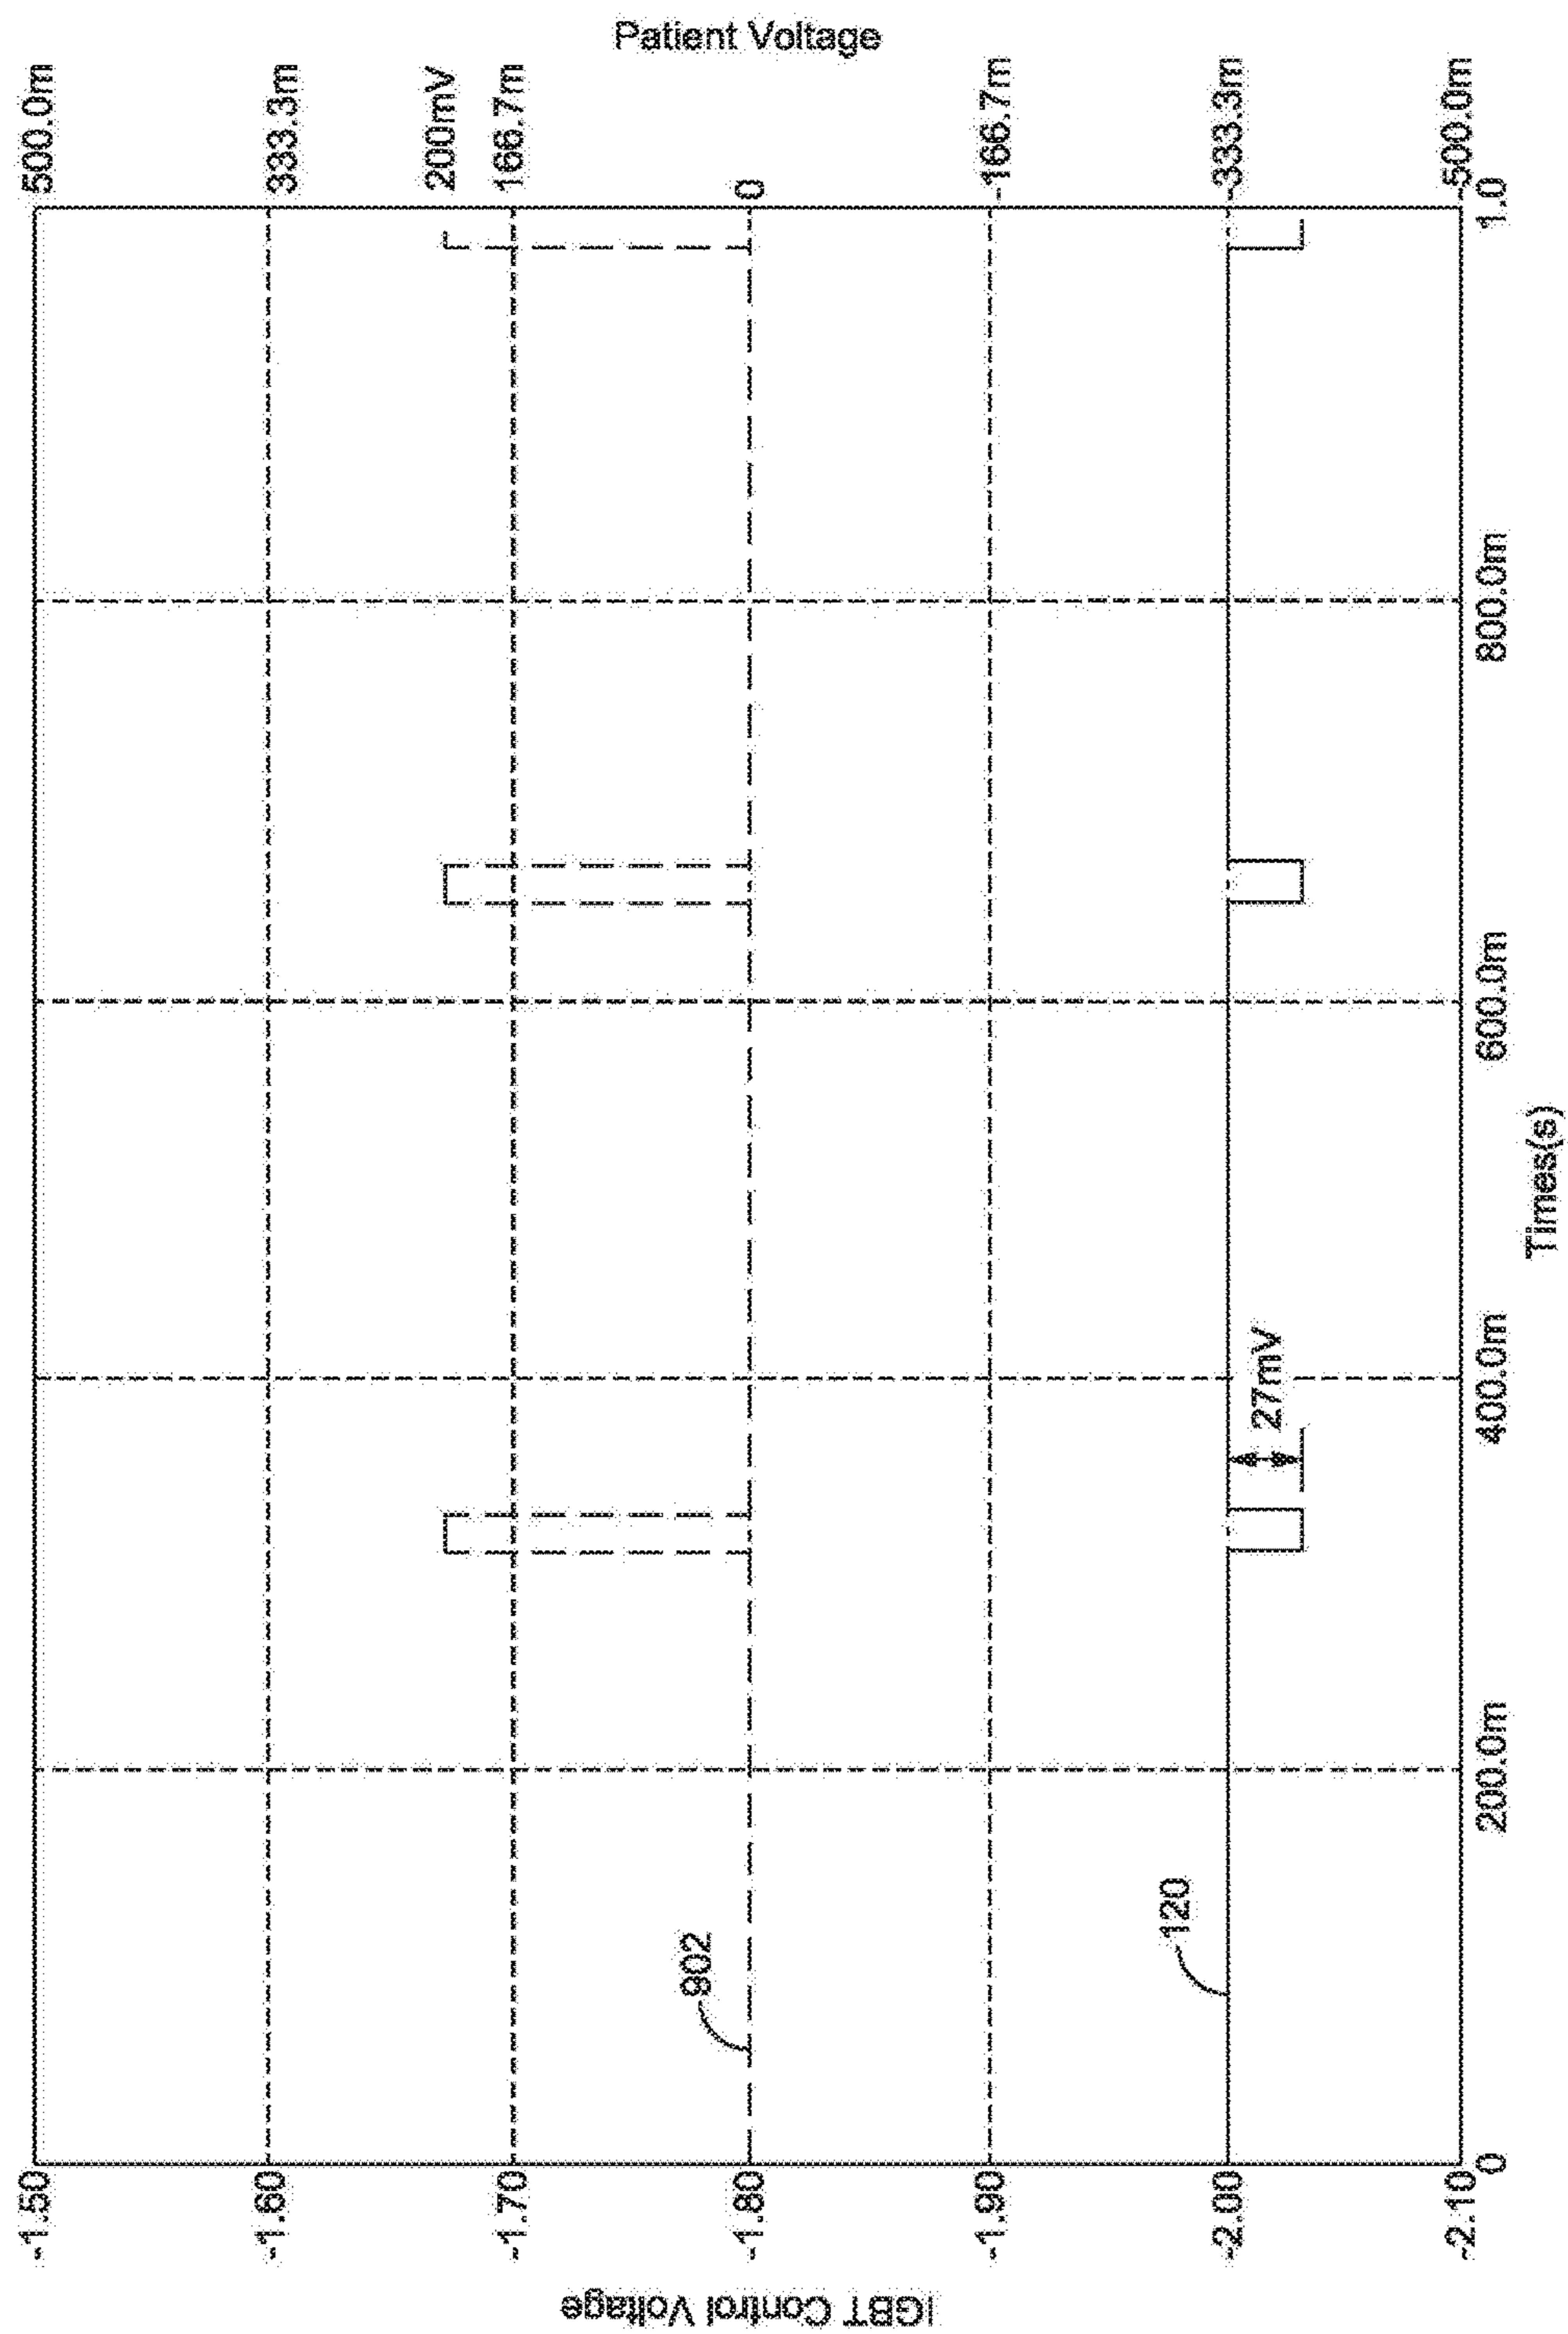 IGBT Control Voltage
-1.50
-1.60
-1.70
-1.80
-1.90
-2.00
-2.10
902
120
27mV
500.0m
333.3m
200mV
166.7m
0
-166.7m
-333.3m
-500.0m
Patient Voltage
0
200.0m
400.0m
600.0m
800.0m
1.0
Times(s)